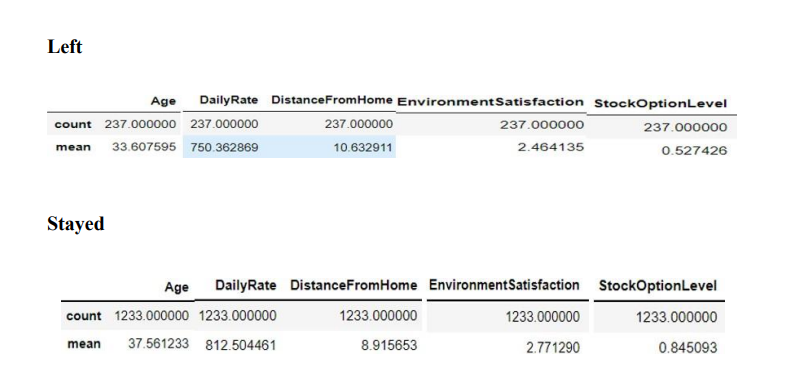 Left
Age DailyRate DistanceFromHome EnvironmentSatisfaction StockOptionLevel
count 237.000000 237.000000 237.000000 237.000000 237.000000
mean 33.607595 750.362869 10.632911 2.464135 0.527426
Stayed
Age DailyRate DistanceFromHome EnvironmentSatisfaction StockOptionLevel
count 1233.000000 1233.000000 1233.000000 1233.000000 1233.000000
mean 37.561233 812.504461 8.915653 2.771290 0.845093